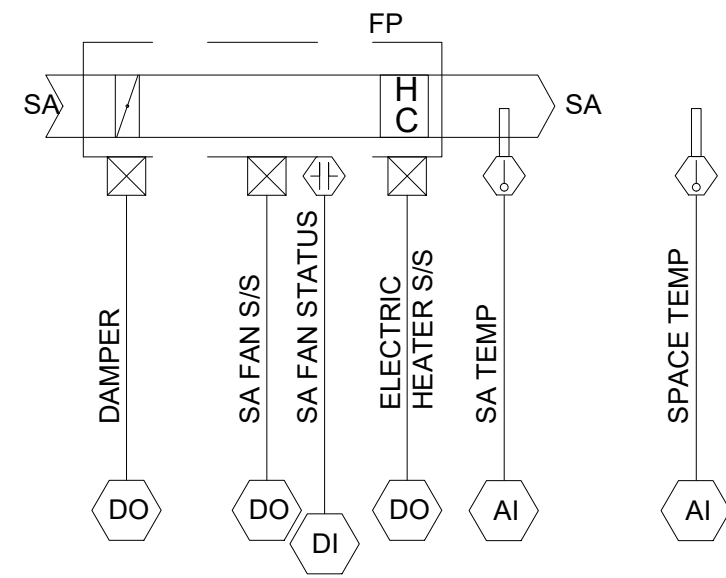 FP
SA
H
C
SA
DAMPER
SA FAN S/S
SA FAN STATUS
ELECTRIC
HEATER S/S
SA TEMP
SPACE TEMP
DO
DO
DI
DO
AI
AI